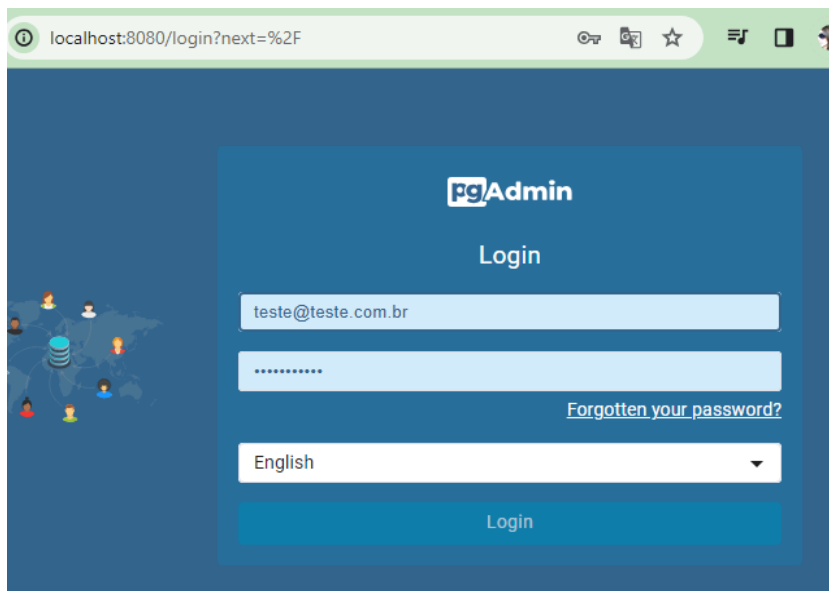 localhost:8080/login?next=%2F
pgAdmin
Login
teste@teste.com.br
Forgotten your password?
English
Login